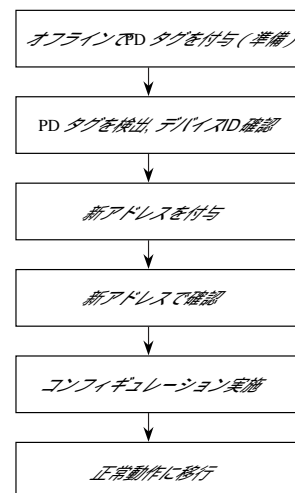 オフラインでPD タグを付与 ( 準備 )
PD タグを検出, デバイスID 確認
新アドレスを付与
新アドレスで確認
コンフィギュレーション実施
正常動作に移行